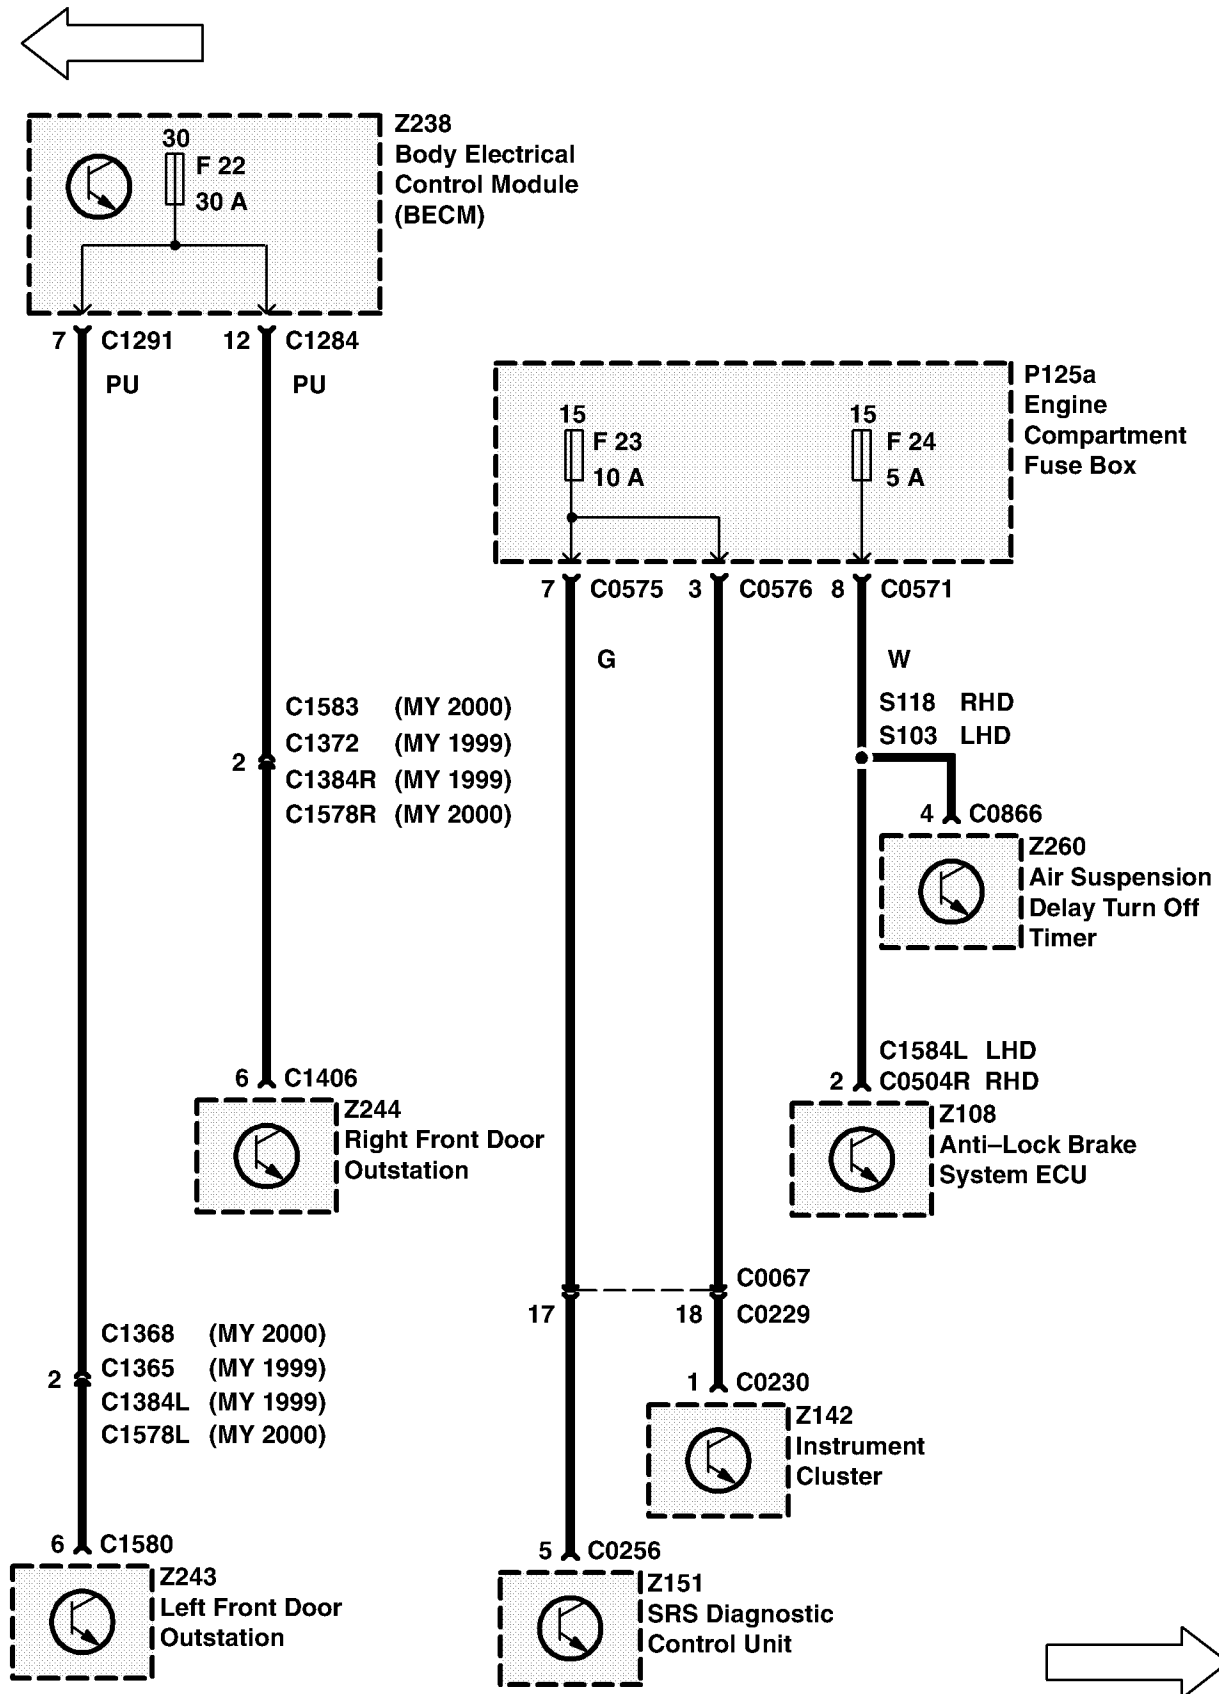 Z238
Body Electrical
Control Module
(BECM)
30
F 22
30 A
7 C1291
12 C1284
PU
PU
P125a
Engine
Compartment
Fuse Box
15
F 23
10 A
15
F 24
5 A
7 C0575
3 C0576
8 C0571
G
W
S118 RHD
S103 LHD
C1583 (MY 2000)
C1372 (MY 1999)
2
C1384R (MY 1999)
C1578R (MY 2000)
4 C0866
Z260
Air Suspension
Delay Turn Off
Timer
C1584L LHD
2 C0504R RHD
Z108
Anti–Lock Brake
System ECU
6 C1406
Z244
Right Front Door
Outstation
C0067
17
18 C0229
C1368 (MY 2000)
C1365 (MY 1999)
2
C1384L (MY 1999)
C1578L (MY 2000)
1 C0230
Z142
Instrument
Cluster
6 C1580
Z243
Left Front Door
Outstation
5 C0256
Z151
SRS Diagnostic
Control Unit